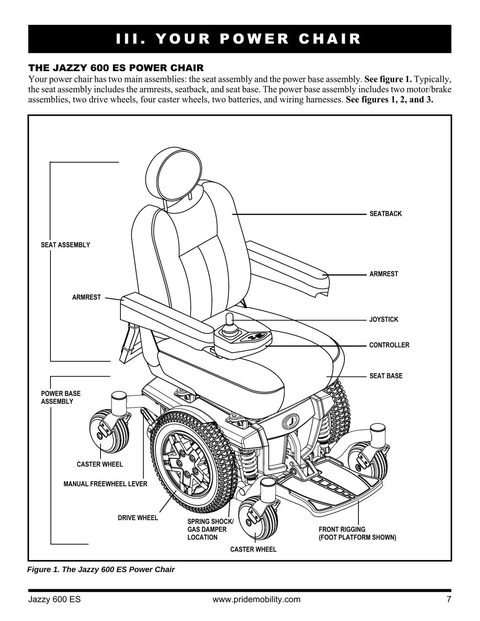 III. YOUR POWER CHAIR
THE JAZZY 600 ES POWER CHAIR
Your power chair has two main assemblies: the seat assembly and the power base assembly. See figure 1. Typically,
the seat assembly includes the armrests, seatback, and seat base. The power base assembly includes two motor/brake
assemblies, two drive wheels, four caster wheels, two batteries, and wiring harnesses. See figures 1, 2, and 3.
SEATBACK
SEAT ASSEMBLY
ARMREST
ARMREST
JOYSTICK
CONTROLLER
SEAT BASE
POWER BASE
ASSEMBLY
CASTER WHEEL
MANUAL FREEWHEEL LEVER
DRIVE WHEEL
SPRING SHOCK/
GAS DAMPER
LOCATION
FRONT RIGGING
(FOOT PLATFORM SHOWN)
CASTER WHEEL
Figure 1. The Jazzy 600 ES Power Chair
Jazzy 600 ES
www.pridemobility.com
7